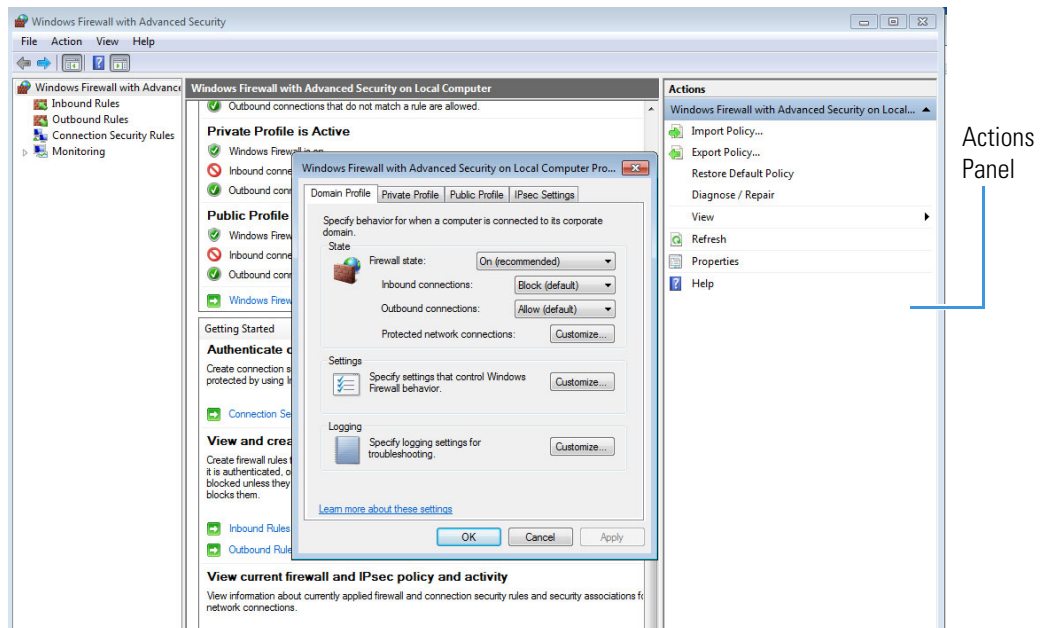 Windows Firewall with Advanced Security
File Action View Help
Windows Firewall with Advance
Inbound Rules
Outbound Rules
Connection Security Rules
Monitoring
Windows Firewall with Advanced Security on Local Computer
Outbound connections that do not match a rule are allowed.
Private Profile is Active
Windows Firewall is on
Inbound conne
Outbound conn
Public Profile
Windows Firew
Inbound conne
Outbound conn
Windows Firew
Getting Started
Authenticate c
Create connection s
protected by using I
Connection Se
View and crea
Create firewall rules t
it is authenticated, o
blocked unless they
blocks them.
Inbound Rules
Outbound Rule
View current firewall and IPsec policy and activity
View information about currently applied firewall and connection security rules and security associations fo
network connections.
Windows Firewall with Advanced Security on Local Computer Pro...
Domain Profile Private Profile Public Profile IPsec Settings
Specify behavior for when a computer is connected to its corporate
domain.
State
Firewall state: On (recommended)
Inbound connections: Block (default)
Outbound connections: Allow (default)
Protected network connections: Customize...
Settings
Specify settings that control Windows
Firewall behavior.
Customize...
Logging
Specify logging settings for
troubleshooting.
Customize...
Learn more about these settings
OK Cancel Apply
Actions
Windows Firewall with Advanced Security on Local...
Import Policy...
Export Policy...
Restore Default Policy
Diagnose / Repair
View
Refresh
Properties
Help
Actions
Panel